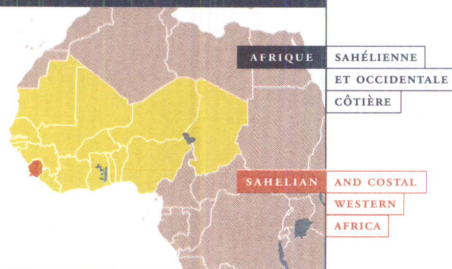 AFRIQUE SAHÉLIENNE
ET OCCIDENTALE
CÔTIÈRE
SAHELIAN AND COSTAL
WESTERN
AFRICA